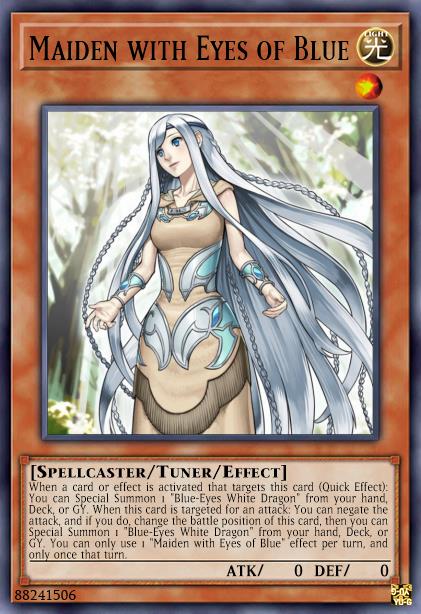 MAIDEN WITH EYES OF BLUE
LIGHT
光
[SPELLCASTER/TUNER/EFFECT]
When a card or effect is activated that targets this card (Quick Effect):
You can Special Summon 1 "Blue-Eyes White Dragon" from your hand,
Deck, or GY. When this card is targeted for an attack: You can negate the
attack, and if you do, change the battle position of this card, then you can
Special Summon 1 "Blue-Eyes White Dragon" from your hand, Deck, or
GY. You can only use 1 "Maiden with Eyes of Blue" effect per turn, and
only once that turn.
ATK/ 0 DEF/ 0
88241506